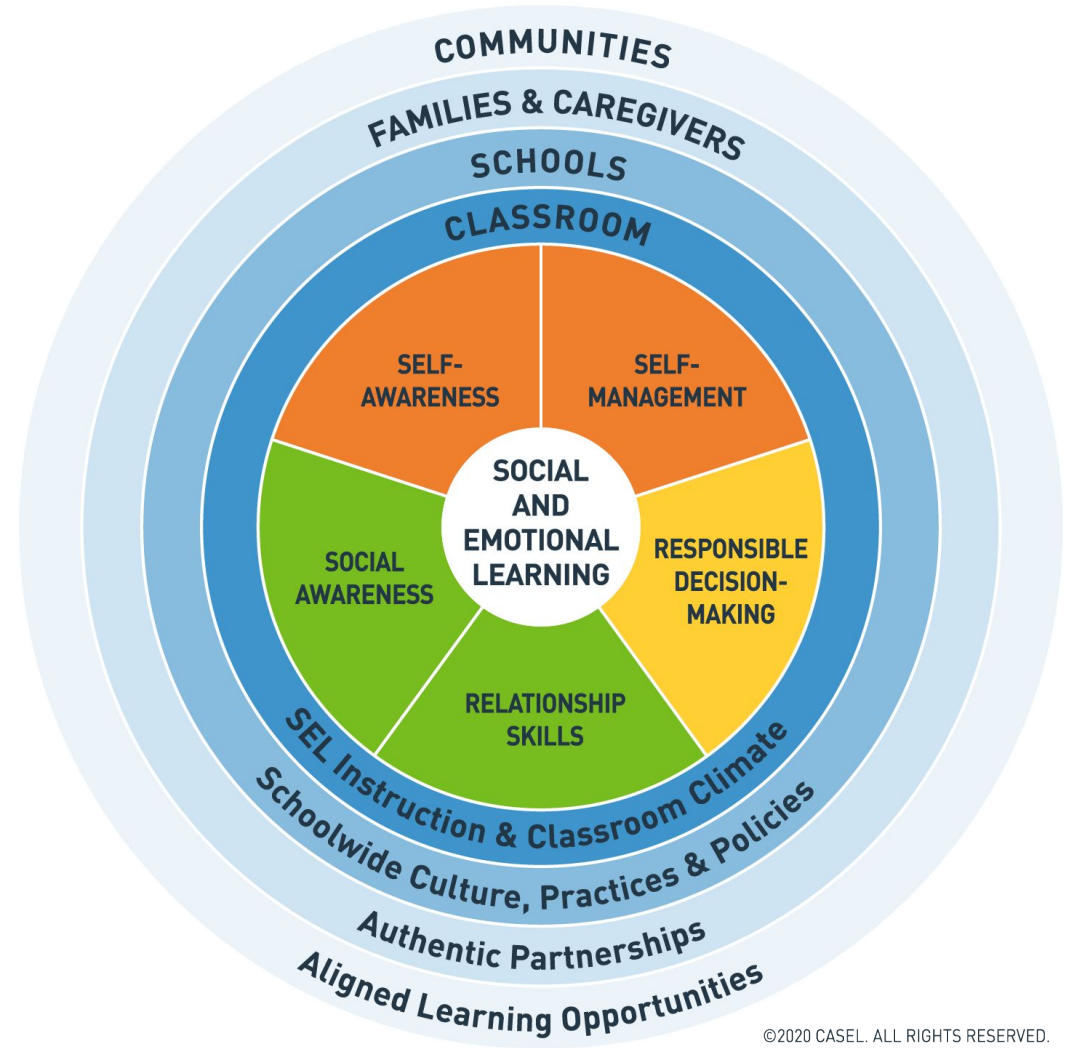 COMMUNITIES
FAMILIES & CAREGIVERS
SCHOOLS
CLASSROOM
SELF-
AWARENESS
SELF-
MANAGEMENT
SOCIAL
AND
EMOTIONAL
LEARNING
SOCIAL
AWARENESS
RESPONSIBLE
DECISION-
MAKING
RELATIONSHIP
SKILLS
SEL Instruction & Classroom Climate
Schoolwide Culture, Practices & Policies
Authentic Partnerships
Aligned Learning Opportunities
©2020 CASEL. ALL RIGHTS RESERVED.